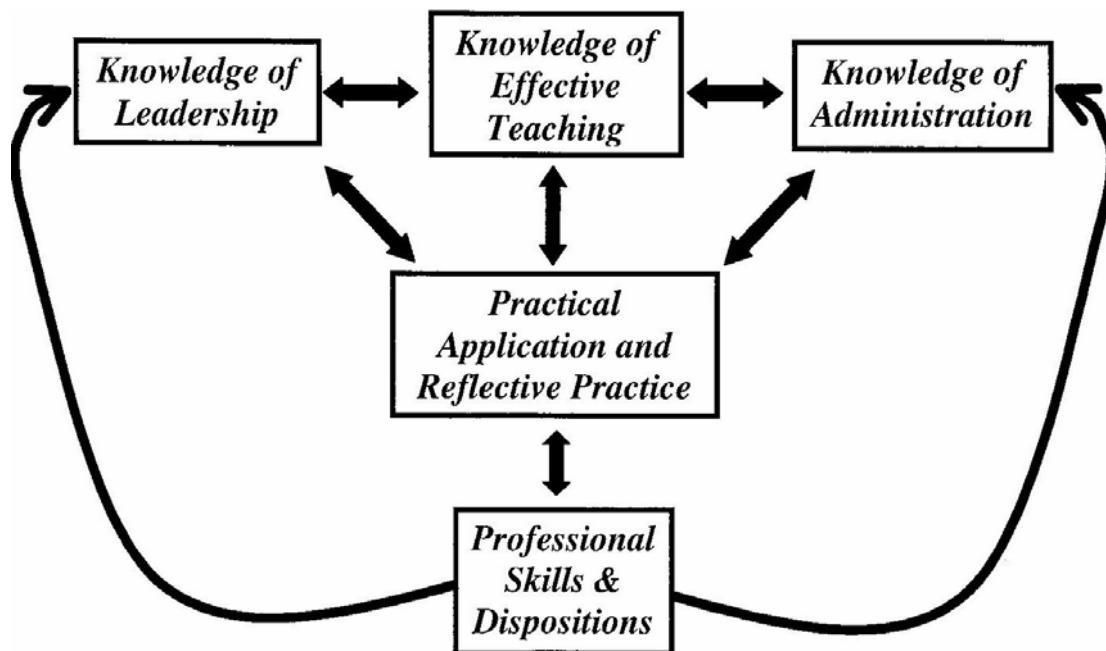 Knowledge of
Leadership
Knowledge of
Effective
Teaching
Knowledge of
Administration
Practical
Application and
Reflective Practice
Professional
Skills &
Dispositions